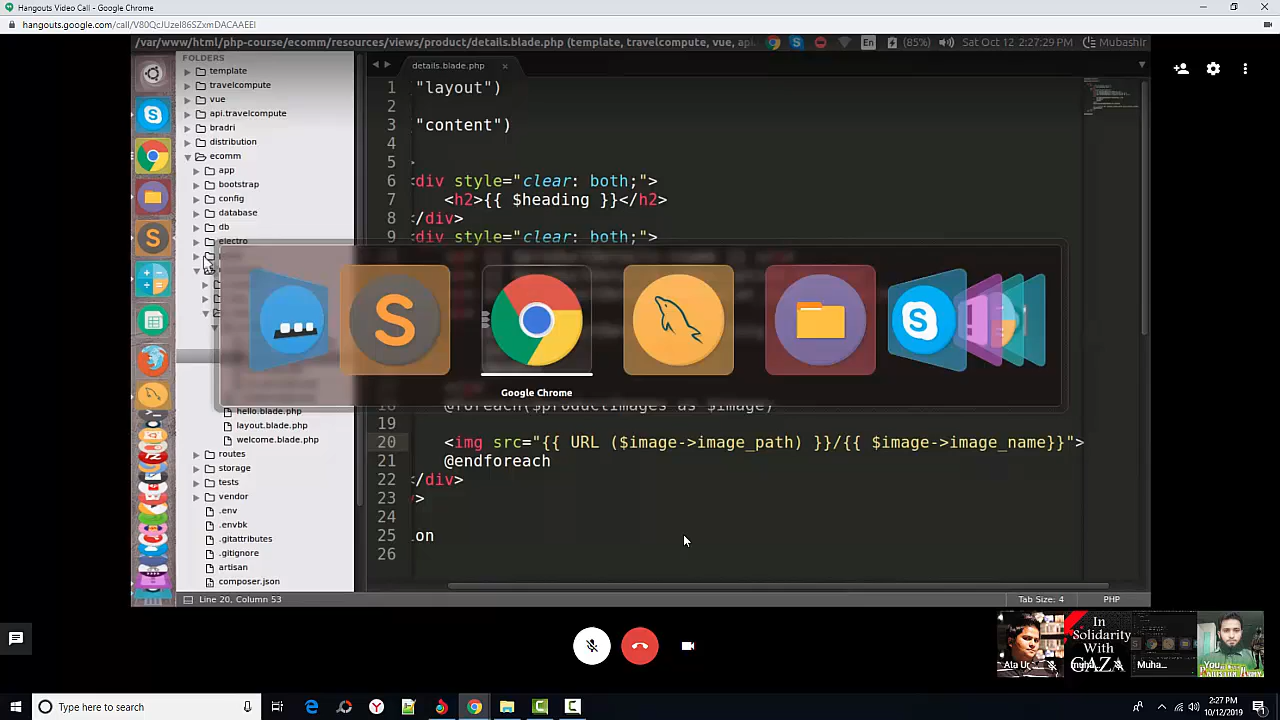 Hangouts Video Call - Google Chrome
hangouts.google.com/call/V80QcJUzeI86SZxmDACAAEEI
/var/www/html/php-course/ecomm/resources/views/product/details.blade.php (template, travelcompute, vue, api.
En
(85%)
Sat Oct 12 2:27:29 PM
Mubashir
FOLDERS
template
travelcompute
vue
api.travelcompute
bradri
distribution
ecomm
app
bootstrap
config
database
db
electro
hello.blade.php
layout.blade.php
welcome.blade.php
routes
storage
tests
vendor
.env
.envbk
.gitattributes
.gitignore
artisan
composer.json
details.blade.php
1 "layout")
2
3 "content")
4
5 >
6 <div style="clear: both;">
7 <h2>{{ $heading }}</h2>
8 </div>
9 <div style="clear: both;">
Google Chrome
18 @foreach($productImages as $image)
19
20 <img src="{{ URL ($image->image_path) }}/{{ $image->image_name}}">
21 @endforeach
22 </div>
23 >
24
25 ion
26
Line 20, Column 53
Tab Size: 4
PHP
In
Solidarity
With
GAZA
Muha...
You
Type here to search
2:27 PM
10/12/2019